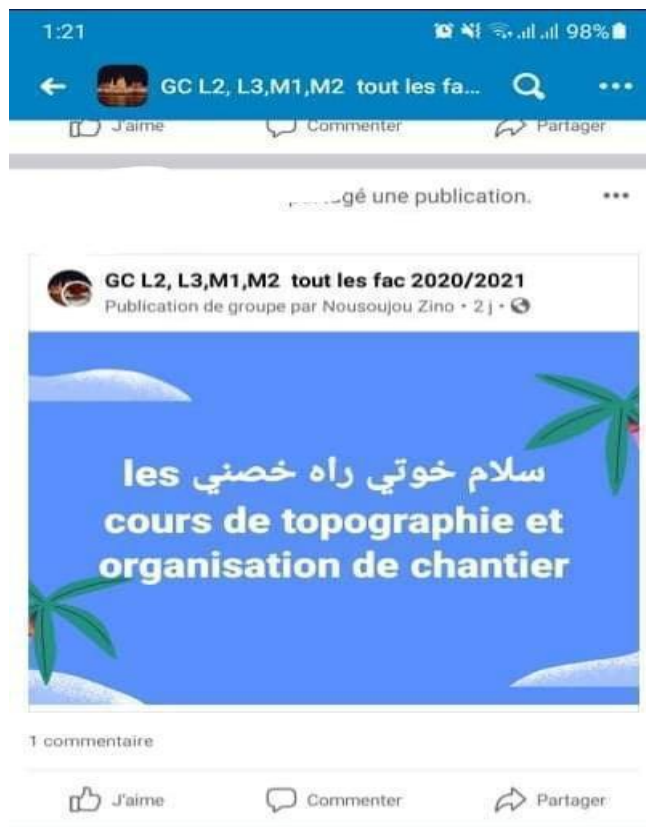 1:21 98%
GC L2, L3,M1,M2 tout les fa...
J'aime Commenter Partager
gé une publication.
GC L2, L3,M1,M2 tout les fac 2020/2021
Publication de groupe par Nousoujou Zino • 2 j •
سلام خوتي راه خصني les
cours de topographie et
organisation de chantier
1 commentaire
J'aime Commenter Partager